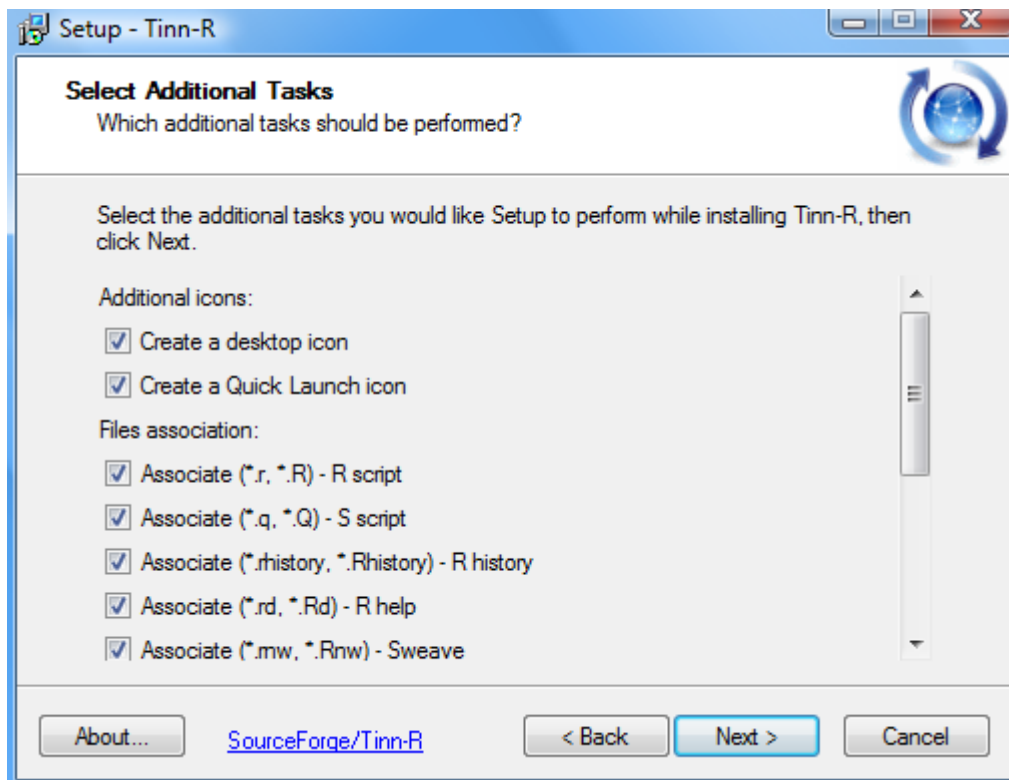 Setup - Tinn-R
Select Additional Tasks
Which additional tasks should be performed?
Select the additional tasks you would like Setup to perform while installing Tinn-R, then
click Next.
Additional icons:
Create a desktop icon
Create a Quick Launch icon
Files association:
Associate (*.r, *.R) - R script
Associate (*.q, *.Q) - S script
Associate (*.rhistory, *.Rhistory) - R history
Associate (*.rd, *.Rd) - R help
Associate (*.rnw, *.Rnw) - Sweave
About... SourceForge/Tinn-R < Back Next > Cancel